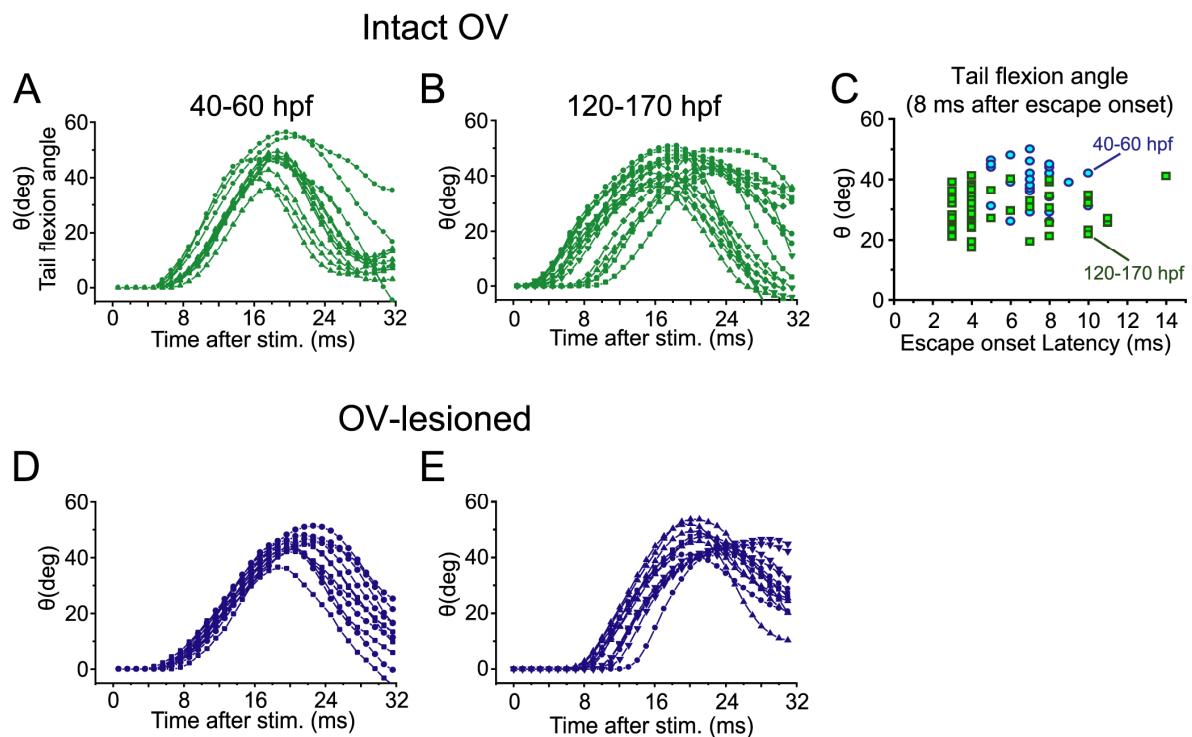 Intact OV
A
40-60 hpf
60
40
20
0
θ(deg)
Tail flexion angle
0 8 16 24 32
Time after stim. (ms)
B
120-170 hpf
60
40
20
0
θ(deg)
0 8 16 24 32
Time after stim. (ms)
C
Tail flexion angle
(8 ms after escape onset)
60
40
20
0
θ (deg)
40-60 hpf
120-170 hpf
0 2 4 6 8 10 12 14
Escape onset Latency (ms)
OV-lesioned
D
60
40
20
0
θ(deg)
0 8 16 24 32
Time after stim. (ms)
E
60
40
20
0
θ(deg)
0 8 16 24 32
Time after stim. (ms)